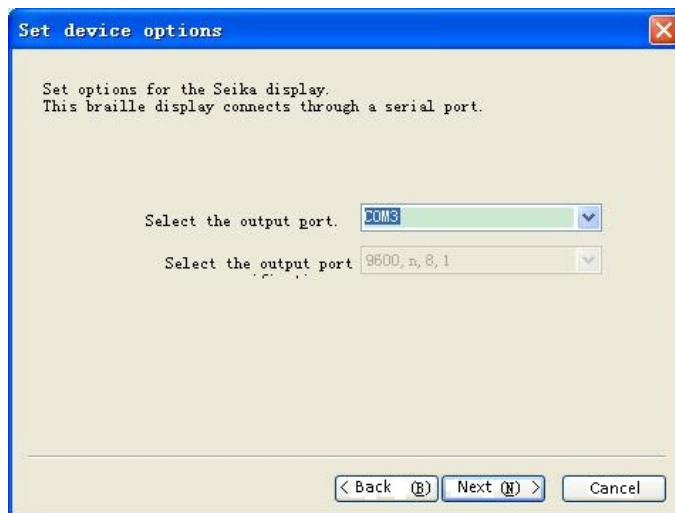 Set device options
Set options for the Seika display.
This braille display connects through a serial port.
Select the output port.
COM3
Select the output port
9600, n, 8, 1
< Back (B)
Next (N) >
Cancel